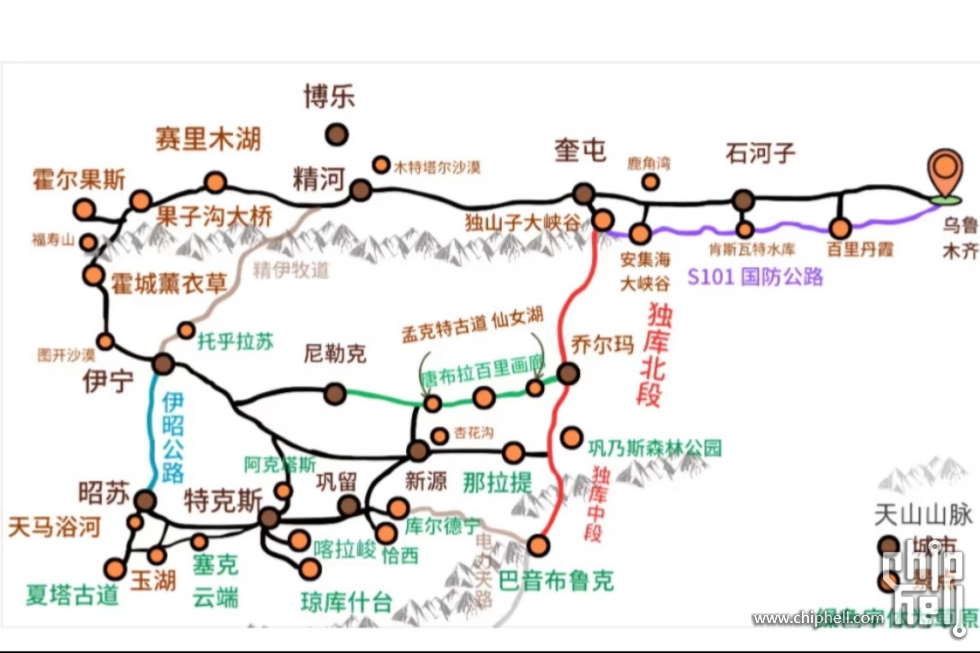 博乐
赛里木湖
奎屯
鹿角湾
石河子
霍尔果斯
精河
木特塔尔沙漠
果子沟大桥
独山子大峡谷
乌鲁
木齐
福寿山
安集海
大峡谷
肯斯瓦特水库
百里丹霞
霍城薰衣草
精伊牧道
S101 国防公路
托乎拉苏
孟克特古道 仙女湖
独库北段
图开沙漠
尼勒克
乔尔玛
伊宁
唐布拉百里画廊
伊昭公路
杏花沟
巩乃斯森林公园
阿克塔斯
昭苏
特克斯
巩留
新源
那拉提
独库中段
天马浴河
库尔德宁
天山山脉
喀拉峻
恰西
城市
夏塔古道
玉湖
塞克
云端
琼库什台
巴音布鲁克
www.chiphell.com
chip
hell